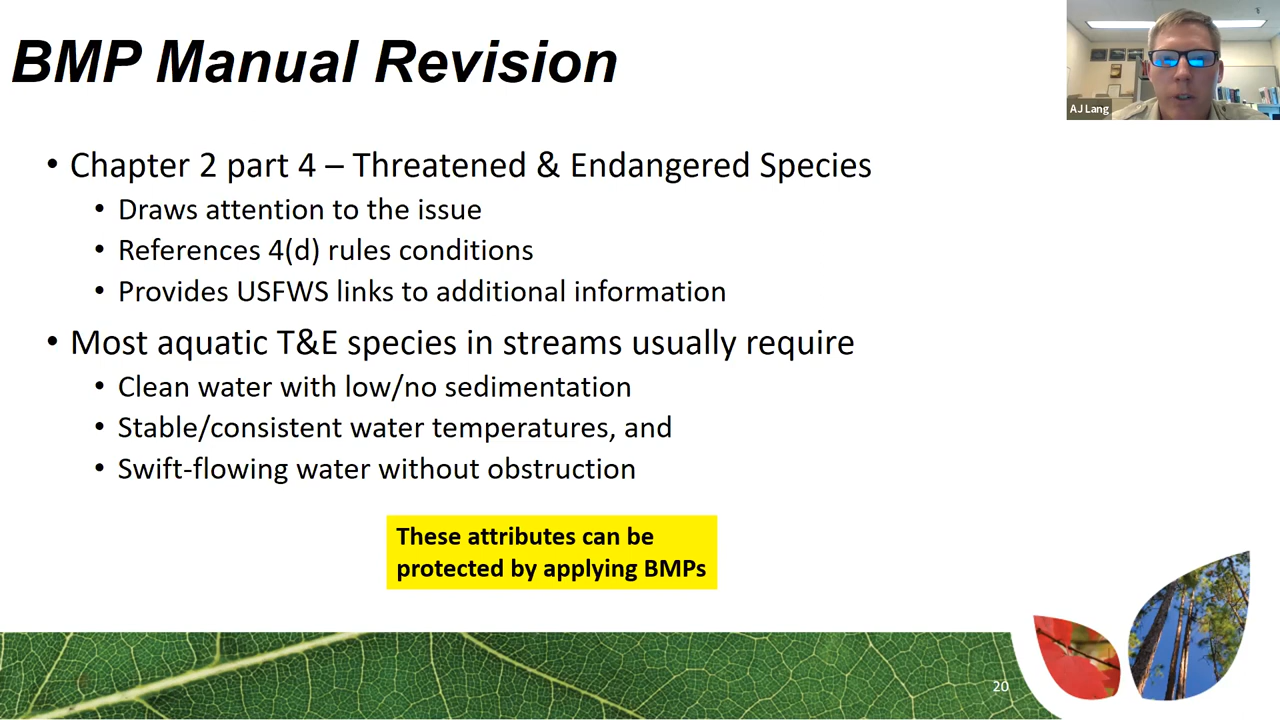 BMP Manual Revision
AJ Lang
• Chapter 2 part 4 – Threatened & Endangered Species
• Draws attention to the issue
• References 4(d) rules conditions
• Provides USFWS links to additional information
• Most aquatic T&E species in streams usually require
• Clean water with low/no sedimentation
• Stable/consistent water temperatures, and
• Swift-flowing water without obstruction
These attributes can be
protected by applying BMPs
20